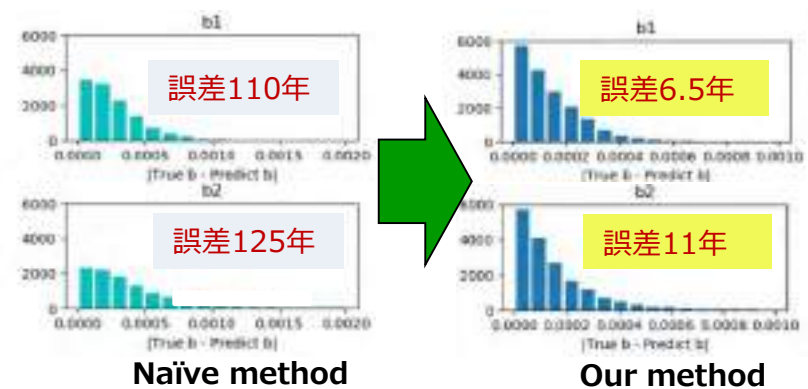 b1
6000
4000
2000
0
誤差110年
0.0000 0.0005 0.0010 0.0015 0.0020
|True b - Predict b|
b2
6000
4000
2000
0
誤差125年
0.0000 0.0005 0.0010 0.0015 0.0020
|True b - Predict b|
Naïve method
b1
6000
4000
2000
0
誤差6.5年
0.0000 0.0002 0.0004 0.0006 0.0008 0.0010
|True b - Predict b|
b2
4000
2000
0
誤差11年
0.0000 0.0002 0.0004 0.0006 0.0008 0.0010
|True b - Predict b|
Our method